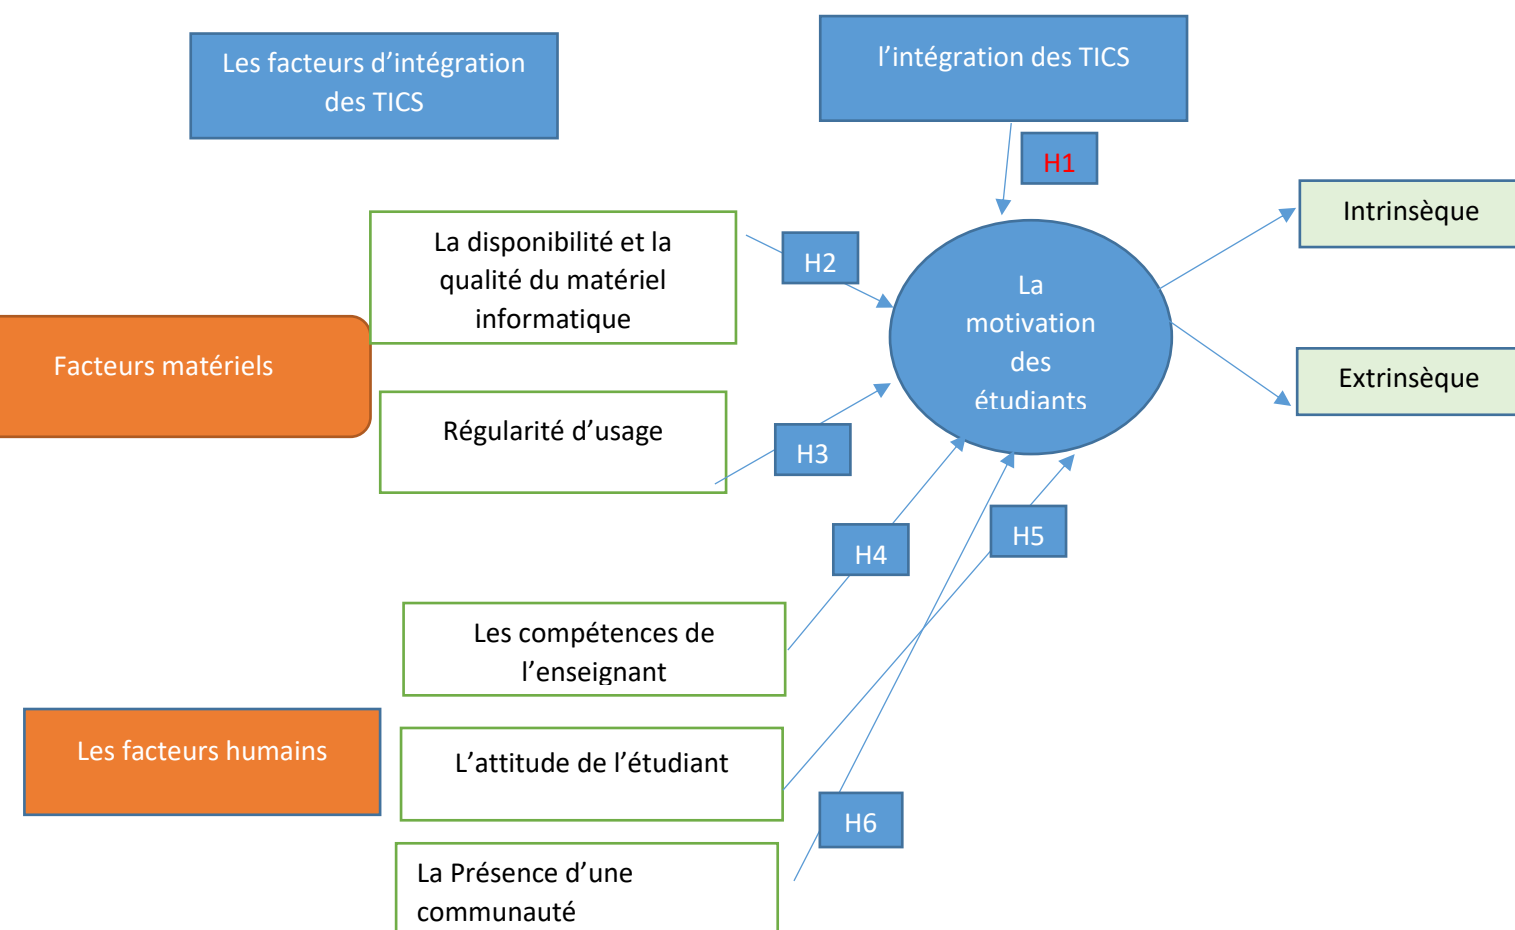 Les facteurs d’intégration
des TICS
l’intégration des TICS
H1
Intrinsèque
La disponibilité et la
qualité du matériel
informatique
H2
La
motivation
des
étudiants
Facteurs matériels
Extrinsèque
Régularité d’usage
H3
H4
H5
Les compétences de
l’enseignant
Les facteurs humains
L’attitude de l’étudiant
H6
La Présence d’une
communauté